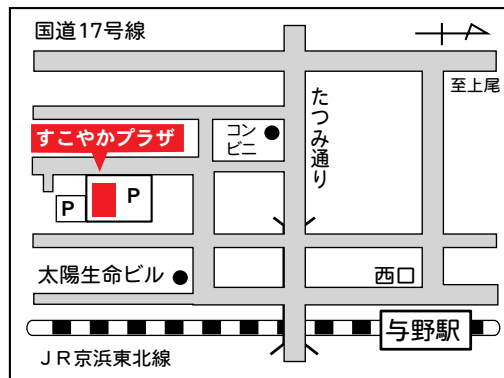 国道17号線
至上尾
たつみ通り
コン
ビニ
すこやかプラザ
P
P
太陽生命ビル
西口
与野駅
JR京浜東北線